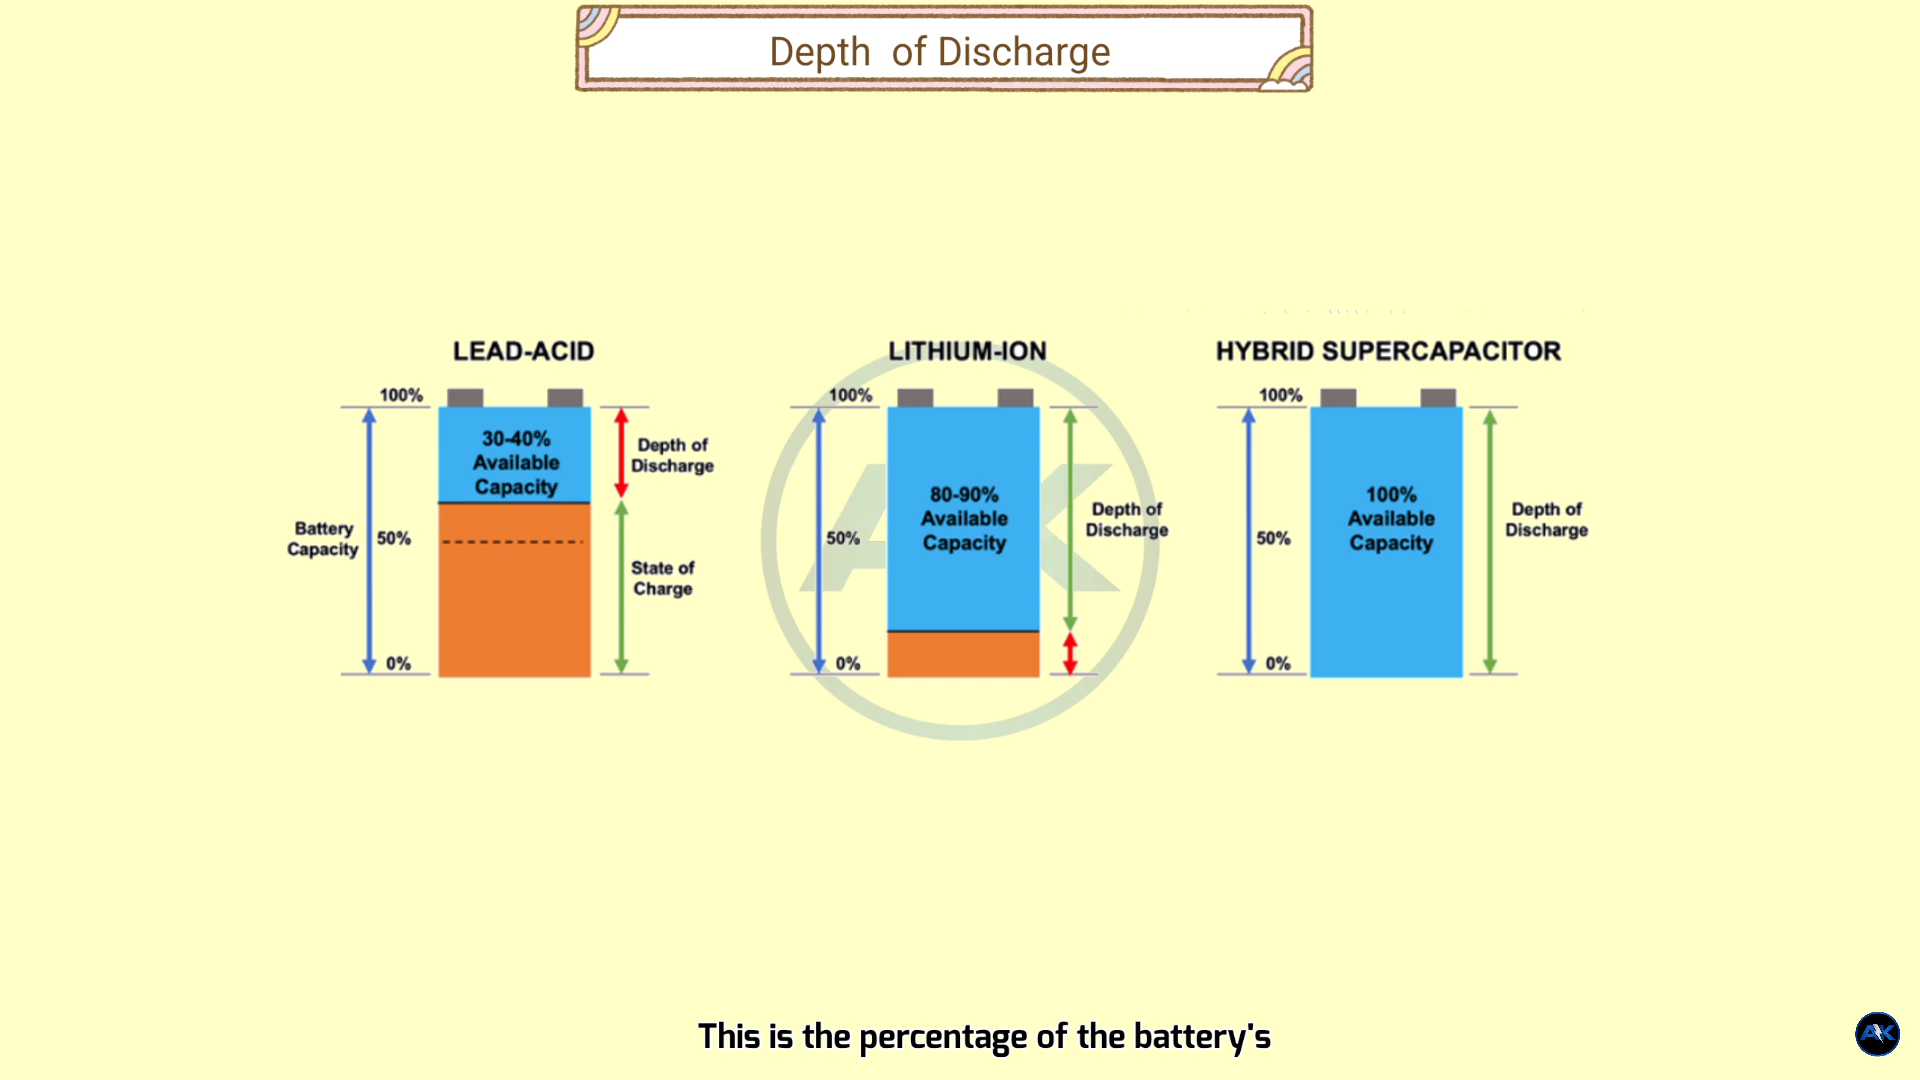 Depth of Discharge
LEAD-ACID
100%
30-40%
Available
Capacity
Depth of
Discharge
Battery
Capacity
50%
State of
Charge
0%
LITHIUM-ION
100%
80-90%
Available
Capacity
50%
Depth of
Discharge
0%
HYBRID SUPERCAPACITOR
100%
100%
Available
Capacity
50%
Depth of
Discharge
0%
AK
This is the percentage of the battery's
AK